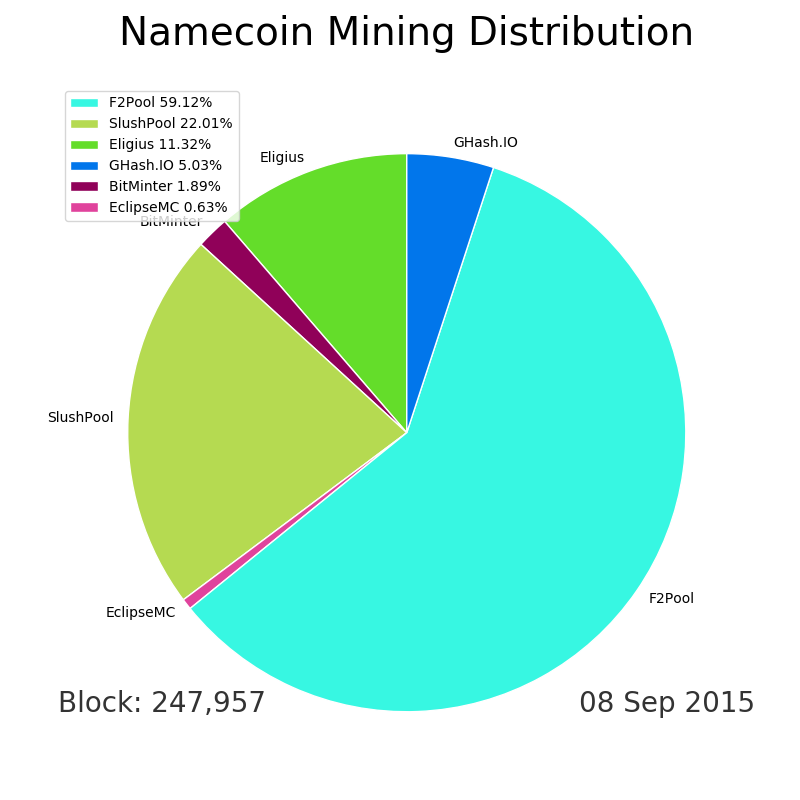 Namecoin Mining Distribution
F2Pool 59.12%
SlushPool 22.01%
Eligius 11.32%
GHash.IO 5.03%
BitMinter 1.89%
EclipseMC 0.63%
GHash.IO
Eligius
BitMinter
SlushPool
EclipseMC
F2Pool
Block: 247,957
08 Sep 2015